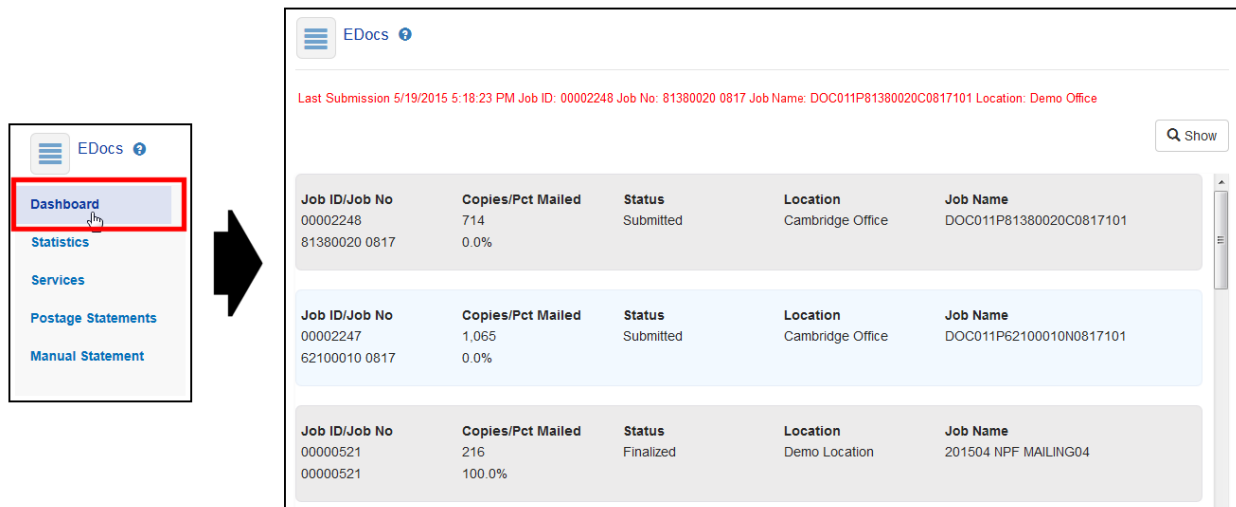 EDocs
Dashboard
Statistics
Services
Postage Statements
Manual Statement
EDocs
Last Submission 5/19/2015 5:18:23 PM Job ID: 00002248 Job No: 81380020 0817 Job Name: DOC011P81380020C0817101 Location: Demo Office
Show
Job ID/Job No Copies/Pct Mailed Status Location Job Name
00002248 714 Submitted Cambridge Office DOC011P81380020C0817101
81380020 0817 0.0%
Job ID/Job No Copies/Pct Mailed Status Location Job Name
00002247 1,065 Submitted Cambridge Office DOC011P62100010N0817101
62100010 0817 0.0%
Job ID/Job No Copies/Pct Mailed Status Location Job Name
00000521 216 Finalized Demo Location 201504 NPF MAILING04
00000521 100.0%